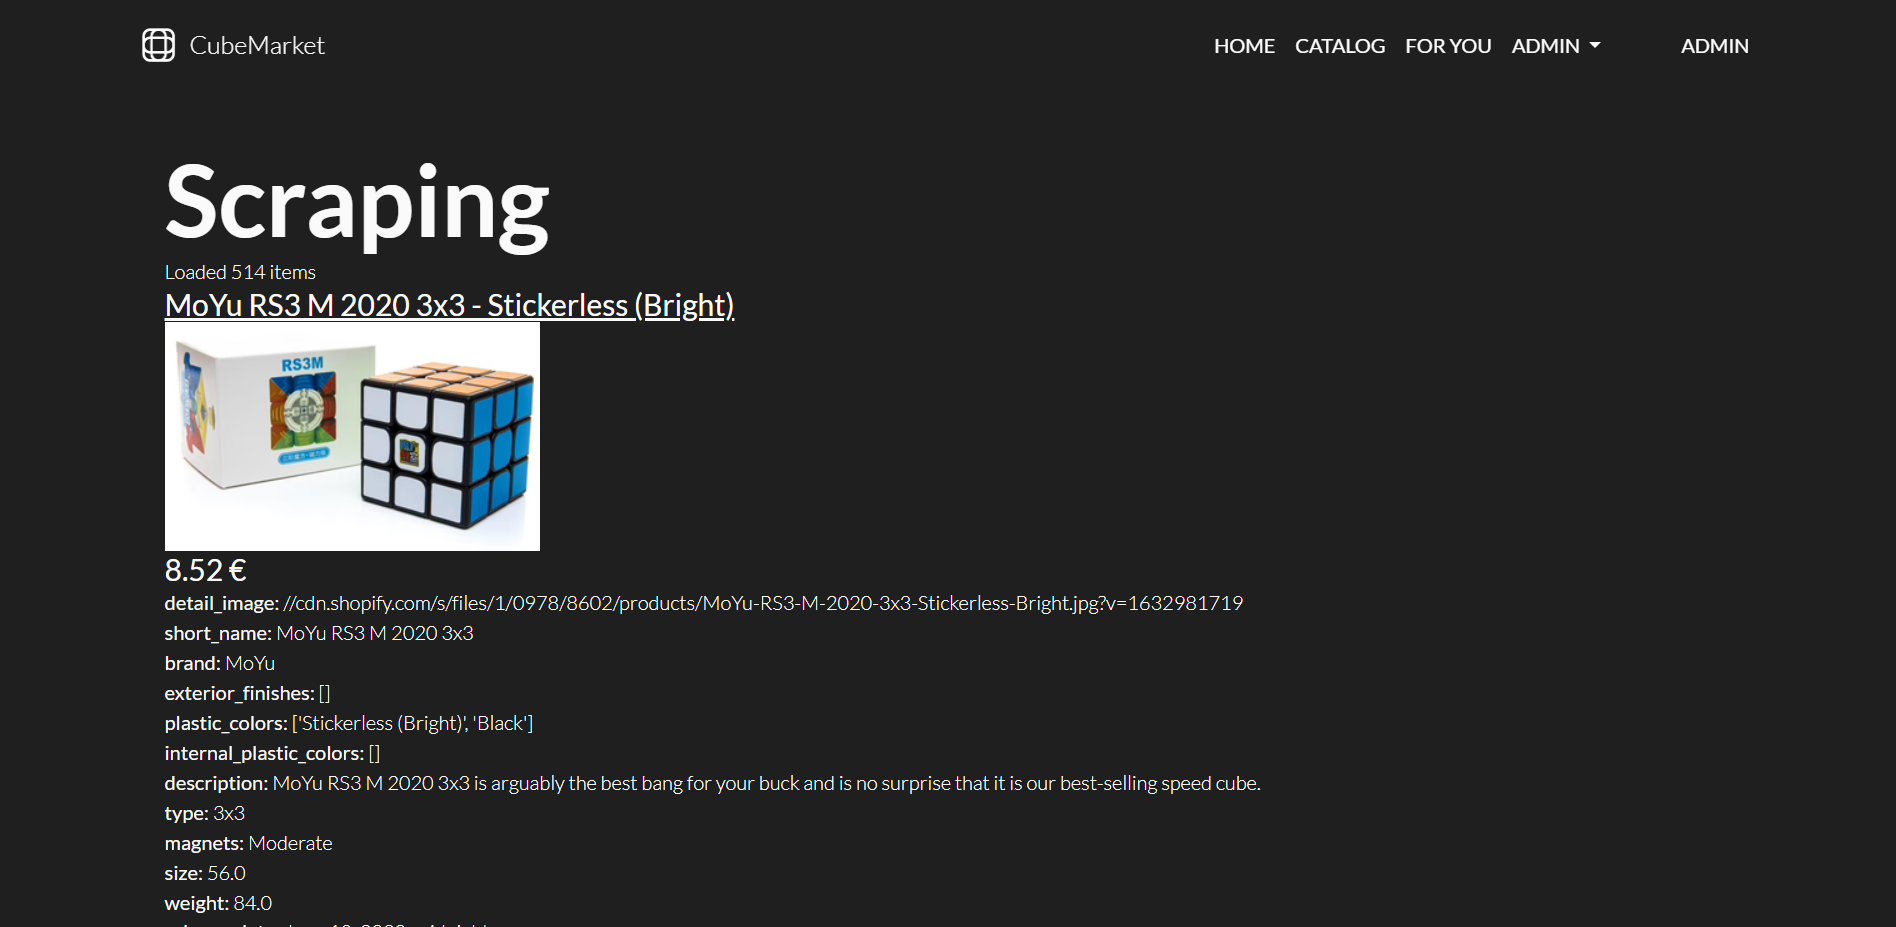 CubeMarket
HOME CATALOG FOR YOU ADMIN ADMIN
Scraping
Loaded 514 items
MoYu RS3 M 2020 3x3 - Stickerless (Bright)
RS3M
8.52 €
detail_image: //cdn.shopify.com/s/files/1/0978/8602/products/MoYu-RS3-M-2020-3x3-Stickerless-Bright.jpg?v=1632981719
short_name: MoYu RS3 M 2020 3x3
brand: MoYu
exterior_finishes: []
plastic_colors: ['Stickerless (Bright)', 'Black']
internal_plastic_colors: []
description: MoYu RS3 M 2020 3x3 is arguably the best bang for your buck and is no surprise that it is our best-selling speed cube.
type: 3x3
magnets: Moderate
size: 56.0
weight: 84.0